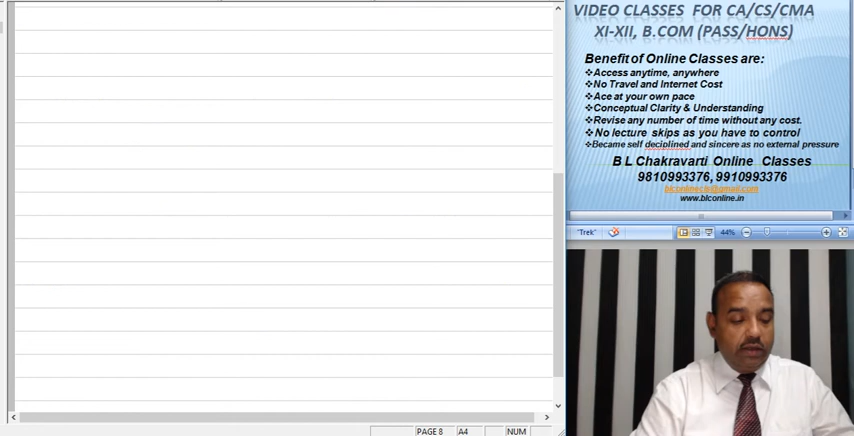 VIDEO CLASSES FOR CA/CS/CMA
XI-XII, B.COM (PASS/HONS)
Benefit of Online Classes are:
❖Access anytime, anywhere
❖No Travel and Internet Cost
❖Ace at your own pace
❖Conceptual Clarity & Understanding
❖Revise any number of time without any cost.
❖No lecture skips as you have to control
❖Became self deciplined and sincere as no external pressure
B L Chakravarti Online Classes
9810993376, 9910993376
www.blconline.in
"Trek" 44%
PAGE 8 A4 NUM